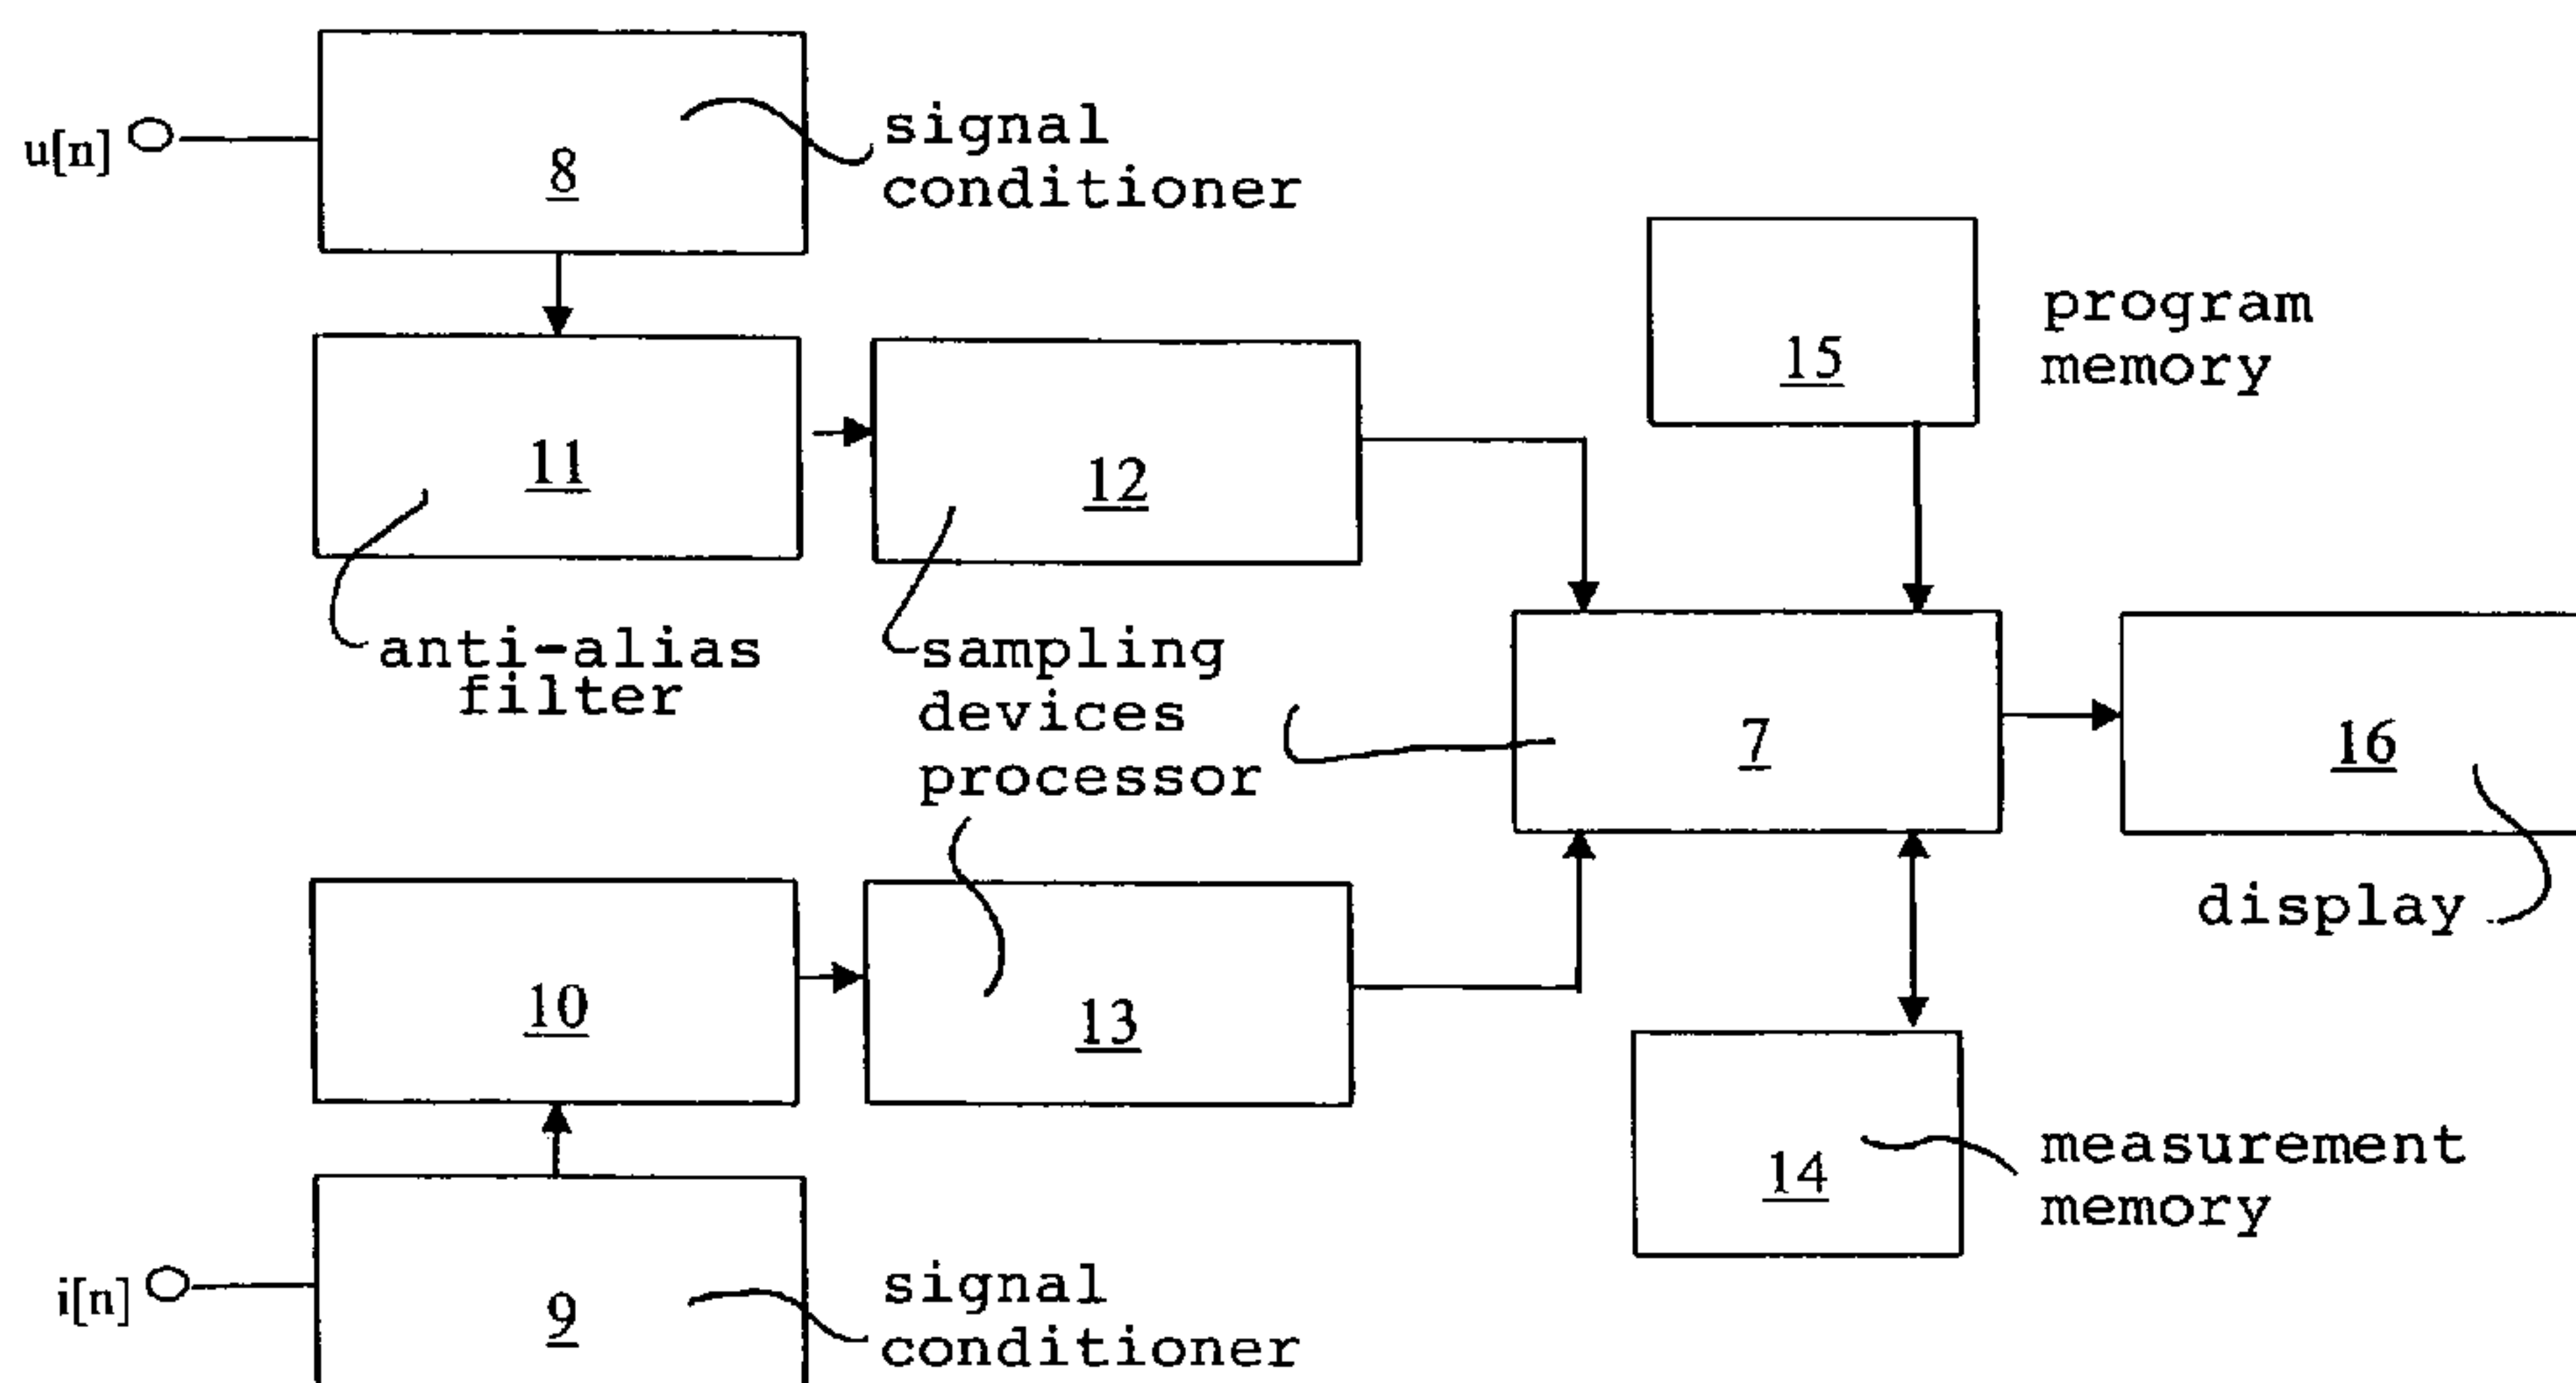 u[n]
8
signal
conditioner
15
program
memory
11
12
anti-alias
filter
sampling
devices
processor
7
16
display
10
13
14
measurement
memory
i[n]
9
signal
conditioner